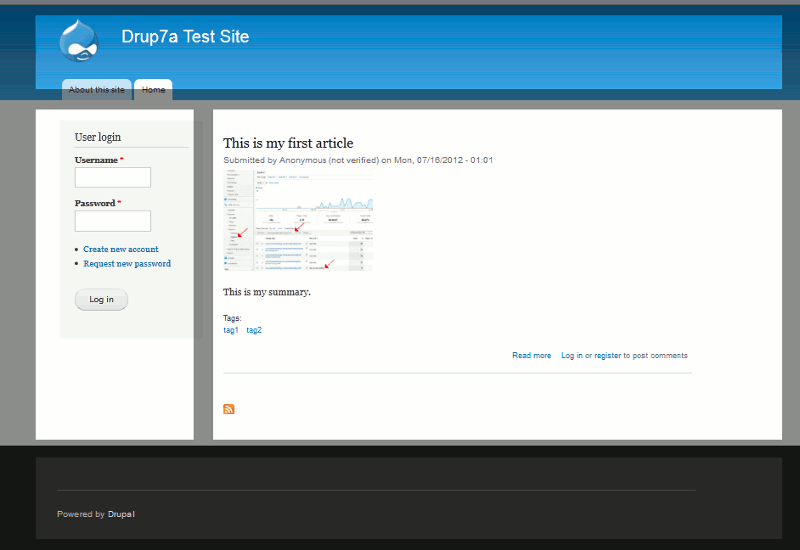 Drup7a Test Site
About this site
Home
User login
Username *
Password *
Create new account
Request new password
Log in
This is my first article
Submitted by Anonymous (not verified) on Mon, 07/16/2012 - 01:01
This is my summary.
Tags:
tag1 tag2
Read more Log in or register to post comments
Powered by Drupal